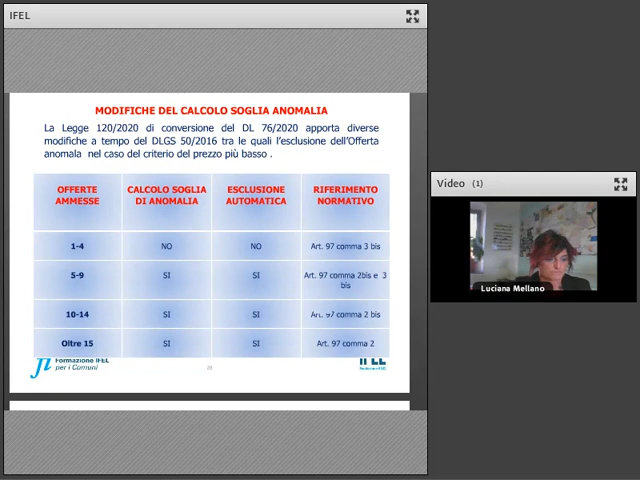 IFEL
MODIFICHE DEL CALCOLO SOGLIA ANOMALIA
La Legge 120/2020 di conversione del DL 76/2020 apporta diverse
modifiche a tempo del DLGS 50/2016 tra le quali l'esclusione dell'Offerta
anomala nel caso del criterio del prezzo più basso .
OFFERTE AMMESSE CALCOLO SOGLIA DI ANOMALIA ESCLUSIONE AUTOMATICA RIFERIMENTO NORMATIVO
1-4 NO NO Art. 97 comma 3 bis
5-9 SI SI Art. 97 comma 2bis e 3 bis
10-14 SI SI Art. 97 comma 2 bis
Oltre 15 SI SI Art. 97 comma 2
Formazione IFEL
per i Comuni
Video (1)
Luciana Mellano